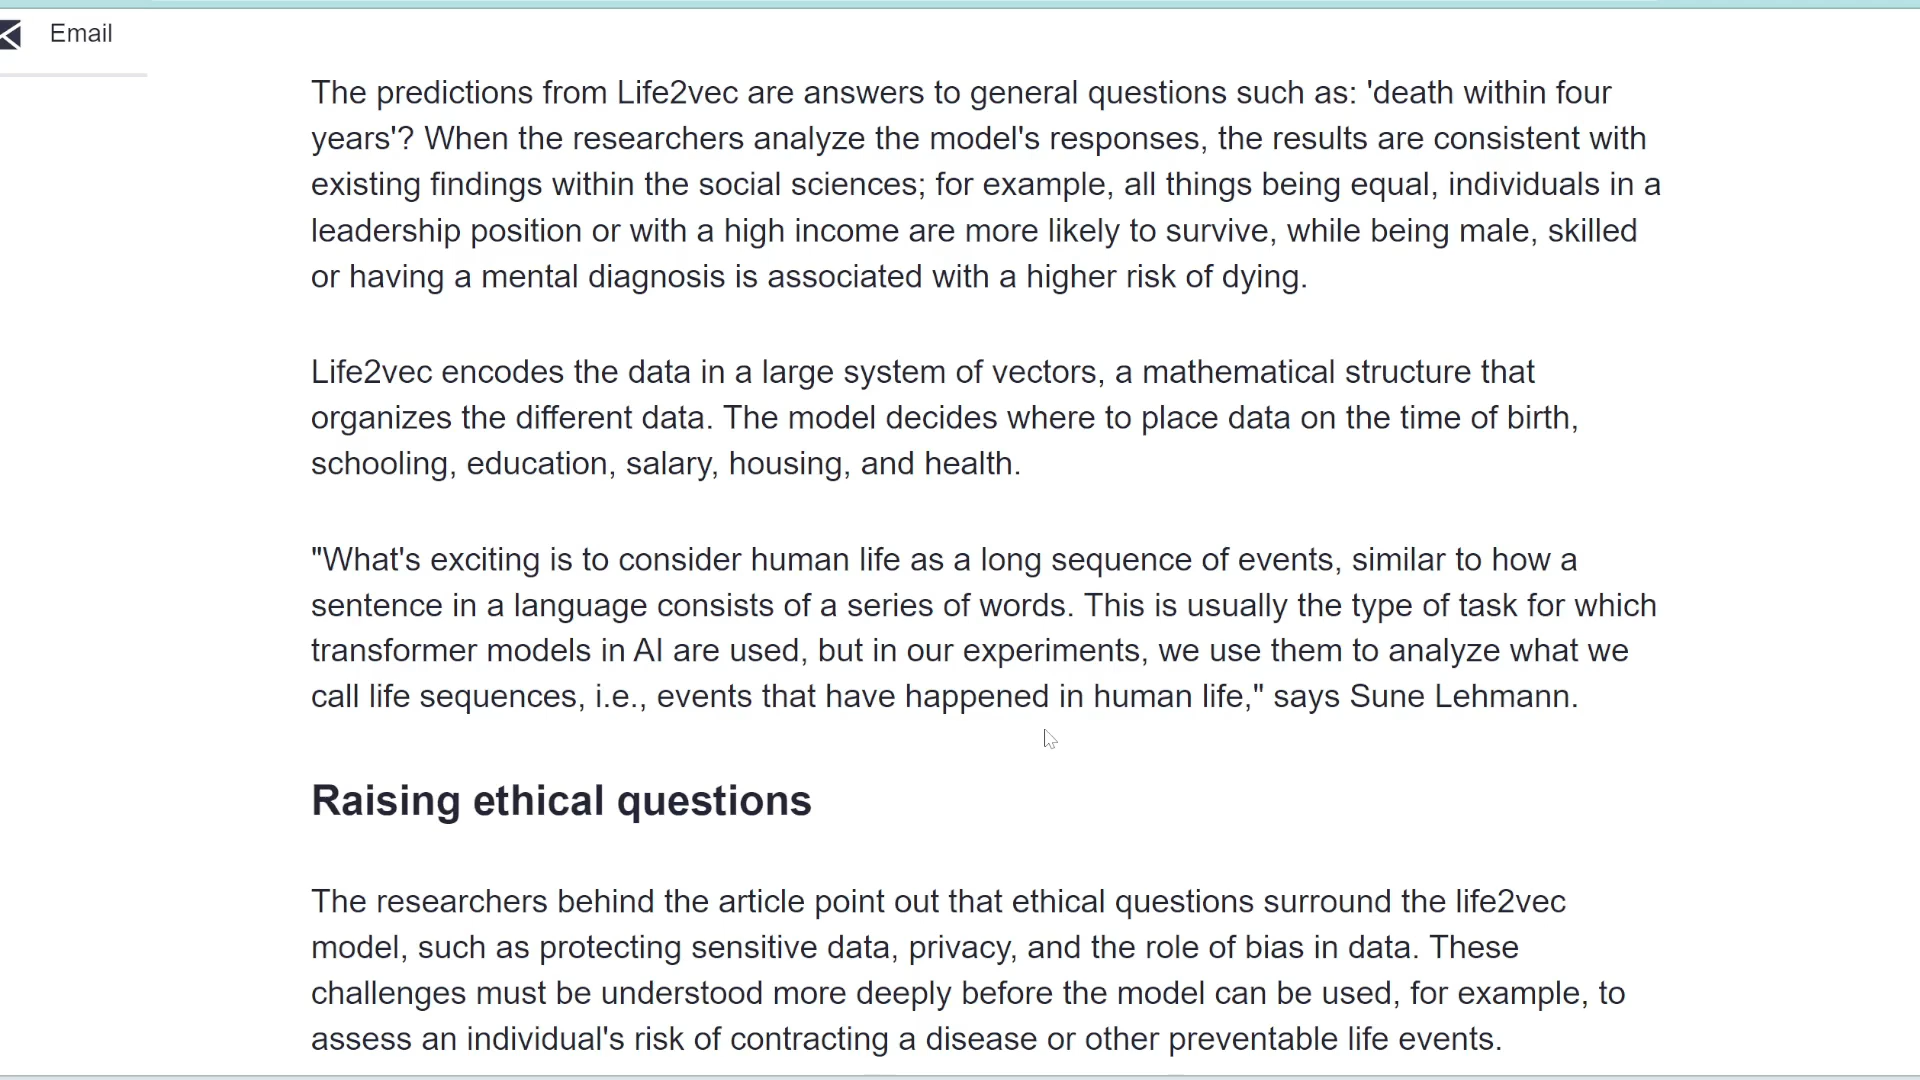 Email
The predictions from Life2vec are answers to general questions such as: 'death within four
years'? When the researchers analyze the model's responses, the results are consistent with
existing findings within the social sciences; for example, all things being equal, individuals in a
leadership position or with a high income are more likely to survive, while being male, skilled
or having a mental diagnosis is associated with a higher risk of dying.
Life2vec encodes the data in a large system of vectors, a mathematical structure that
organizes the different data. The model decides where to place data on the time of birth,
schooling, education, salary, housing, and health.
"What's exciting is to consider human life as a long sequence of events, similar to how a
sentence in a language consists of a series of words. This is usually the type of task for which
transformer models in AI are used, but in our experiments, we use them to analyze what we
call life sequences, i.e., events that have happened in human life," says Sune Lehmann.
Raising ethical questions
The researchers behind the article point out that ethical questions surround the life2vec
model, such as protecting sensitive data, privacy, and the role of bias in data. These
challenges must be understood more deeply before the model can be used, for example, to
assess an individual's risk of contracting a disease or other preventable life events.